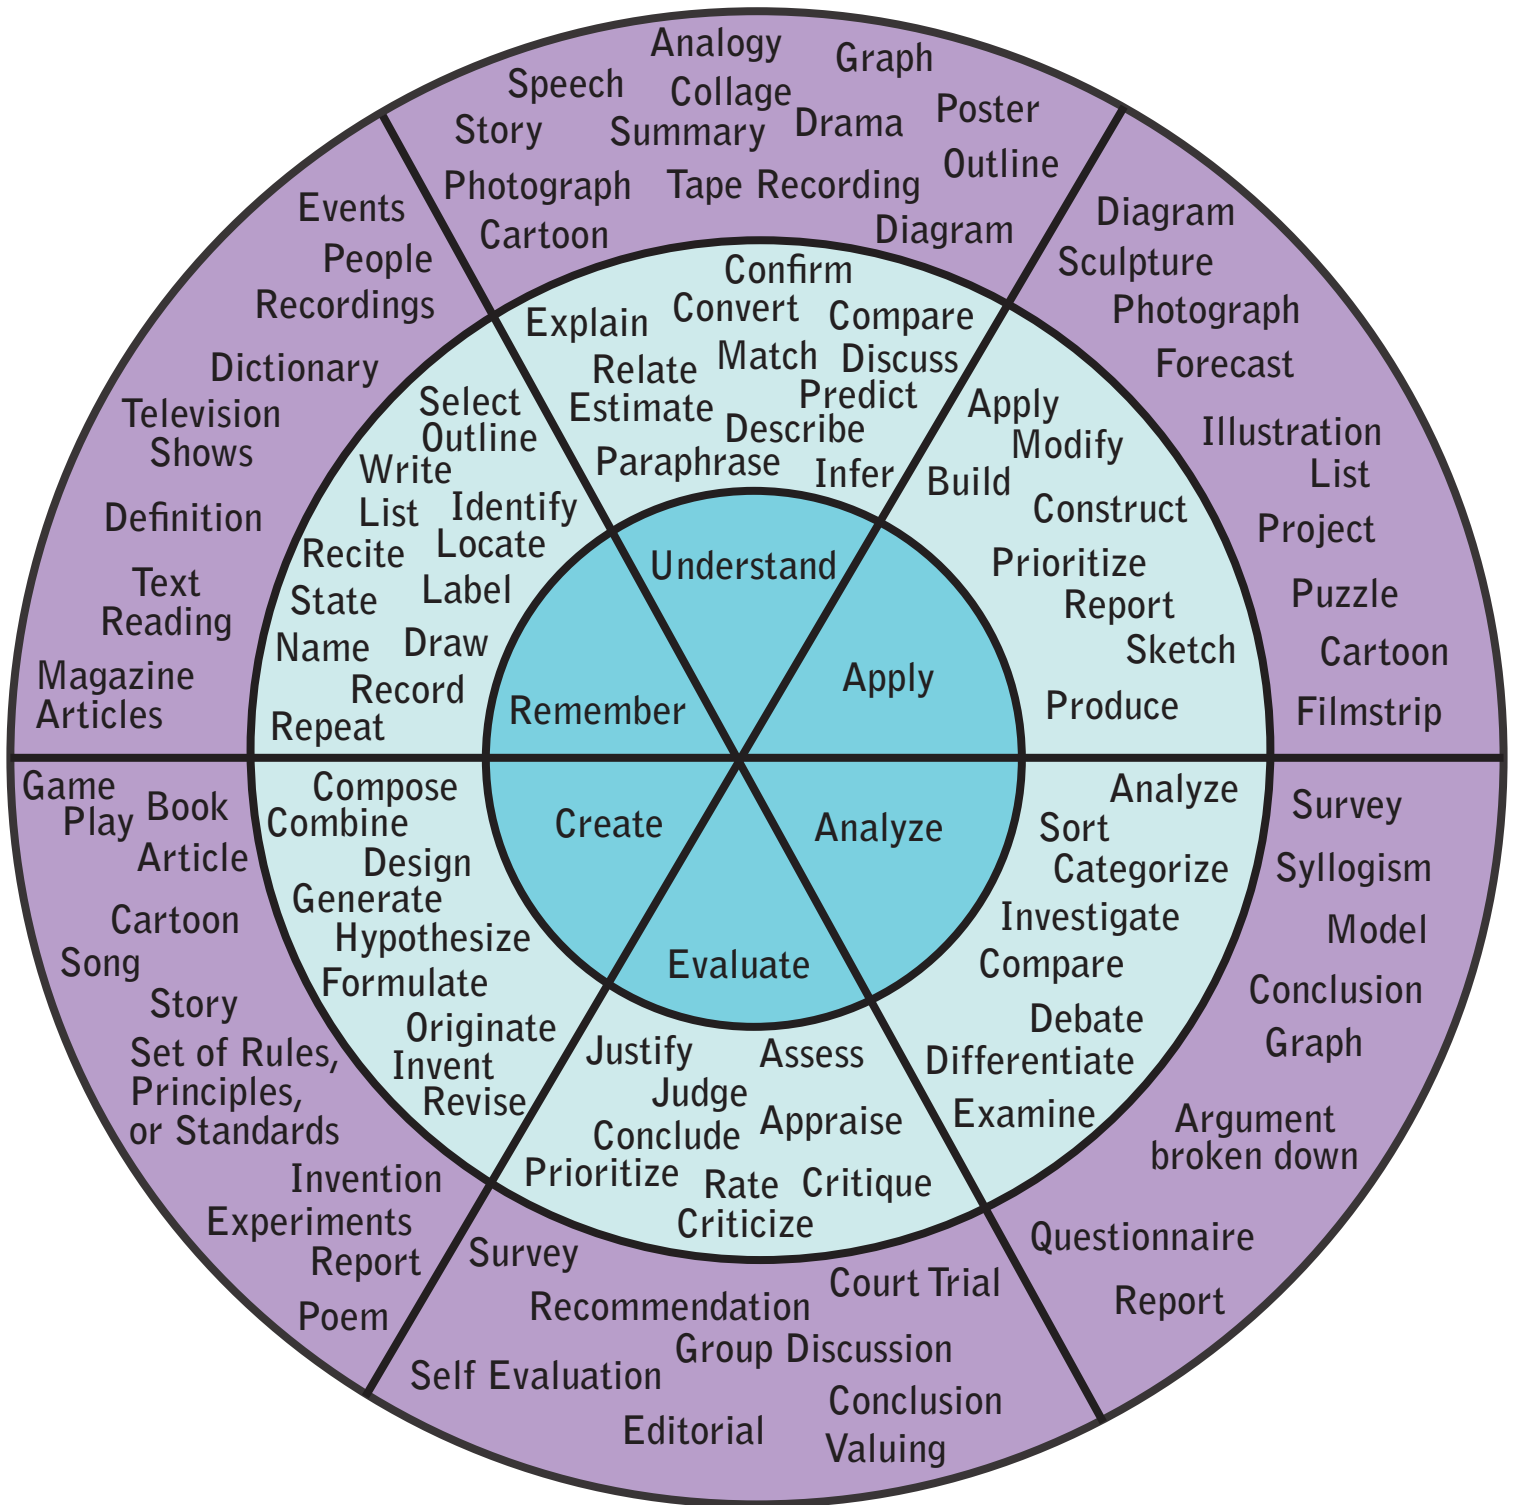 Understand
Apply
Analyze
Evaluate
Create
Remember
Confirm
Convert
Explain
Compare
Match
Discuss
Relate
Predict
Estimate
Describe
Paraphrase
Infer
Apply
Modify
Build
Construct
Prioritize
Report
Sketch
Produce
Analyze
Sort
Categorize
Investigate
Compare
Debate
Differentiate
Examine
Justify
Assess
Judge
Appraise
Conclude
Prioritize
Rate
Critique
Criticize
Compose
Combine
Design
Generate
Hypothesize
Formulate
Originate
Invent
Revise
Select
Outline
Write
List
Identify
Recite
Locate
State
Label
Name
Draw
Record
Repeat
Analogy
Graph
Speech
Collage
Poster
Story
Summary
Drama
Outline
Photograph
Tape Recording
Cartoon
Diagram
Diagram
Sculpture
Photograph
Forecast
Illustration
List
Project
Puzzle
Cartoon
Filmstrip
Survey
Syllogism
Model
Conclusion
Graph
Argument
broken down
Questionnaire
Report
Survey
Court Trial
Recommendation
Group Discussion
Self Evaluation
Conclusion
Editorial
Valuing
Game
Play
Book
Article
Cartoon
Song
Story
Set of Rules,
Principles,
or Standards
Invention
Experiments
Report
Poem
Events
People
Recordings
Dictionary
Television
Shows
Definition
Text
Reading
Magazine
Articles